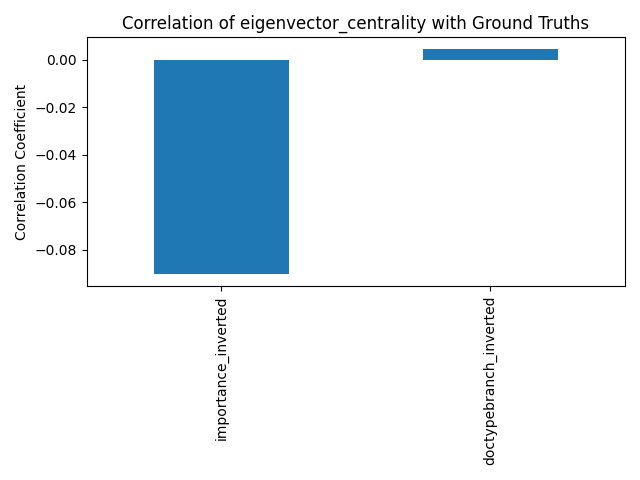 Correlation of eigenvector_centrality with Ground Truths
Correlation Coefficient
0.00
−0.02
−0.04
−0.06
−0.08
importance_inverted
doctypebranch_inverted